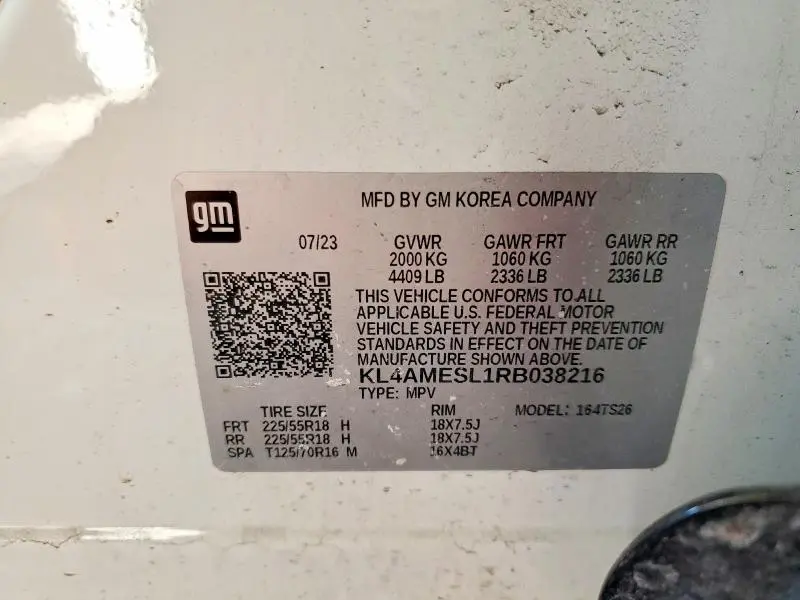 gm
MFD BY GM KOREA COMPANY
07/23 GVWR GAWR FRT GAWR RR
2000 KG 1060 KG 1060 KG
4409 LB 2336 LB 2336 LB
THIS VEHICLE CONFORMS TO ALL
APPLICABLE U.S. FEDERAL MOTOR
VEHICLE SAFETY AND THEFT PREVENTION
STANDARDS IN EFFECT ON THE DATE OF
MANUFACTURE SHOWN ABOVE.
KL4AMESL1RB038216
TYPE: MPV
TIRE SIZE RIM MODEL: 164TS26
FRT 225/55R18 H 18X7.5J
RR 225/55R18 H 18X7.5J
SPA T125/70R16 M 16X4BT